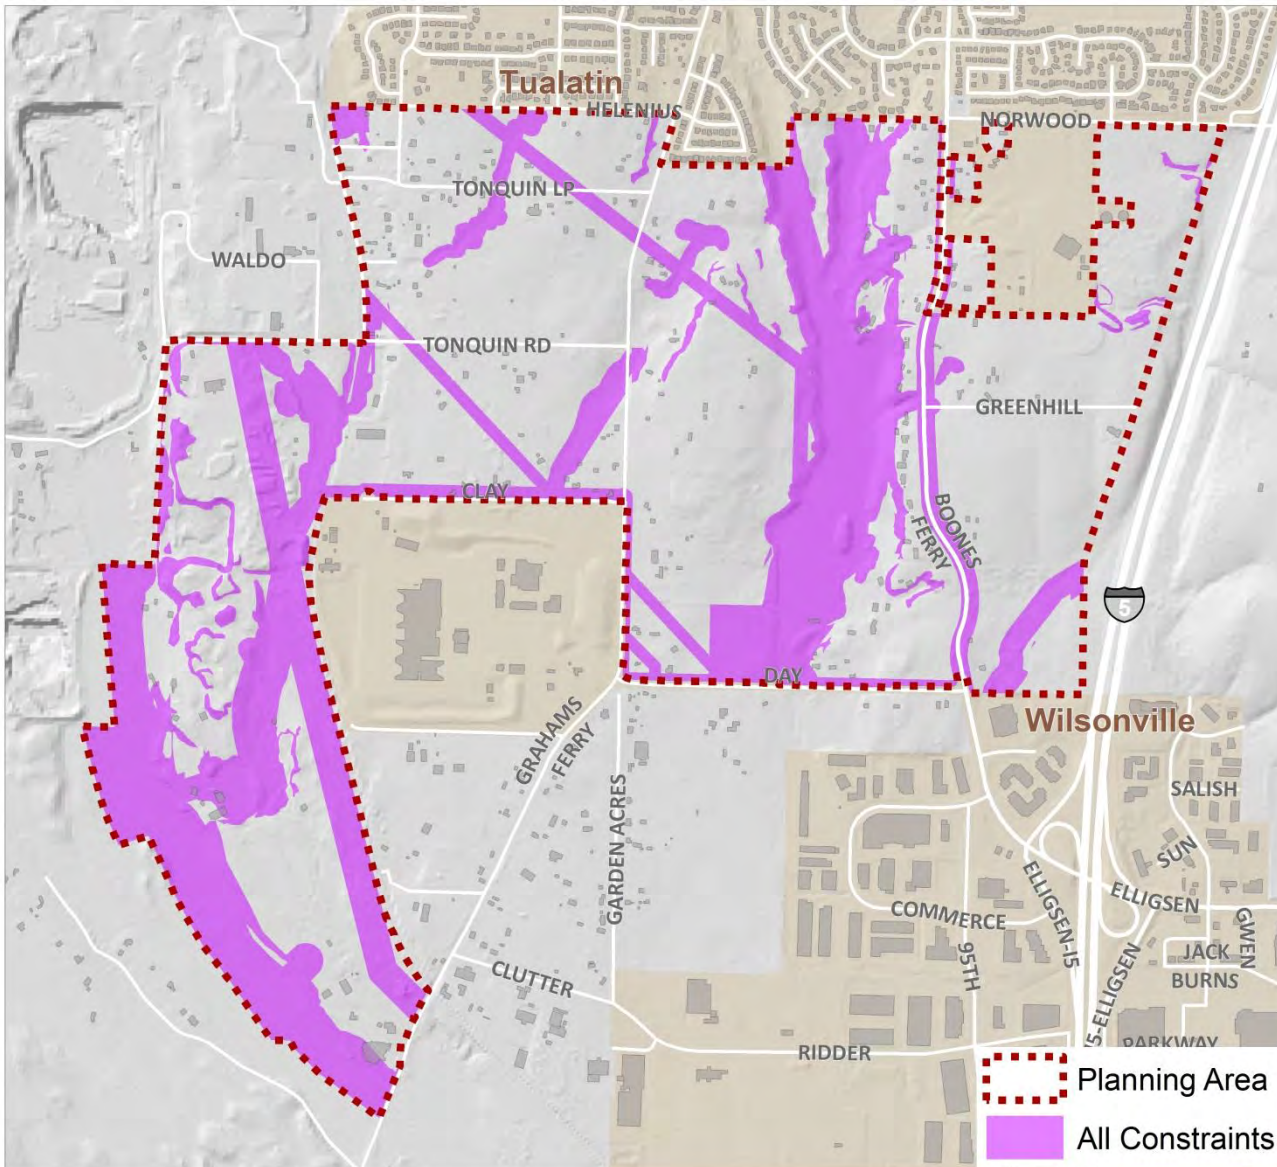 Tualatin
HELENIUS
NORWOOD
TONQUIN LP
WALDO
TONQUIN RD
GREENHILL
CLAY
BOONES
FERRY
5
DAY
GRAHAMS
FERRY
Wilsonville
GARDEN ACRES
SALISH
SUN
ELLIGSEN
ELLIGSEN-I5
COMMERCE
95TH
GWEN
JACK
BURNS
CLUTTER
5-ELLIGSEN
RIDDER
PARKWAY
Planning Area
All Constraints